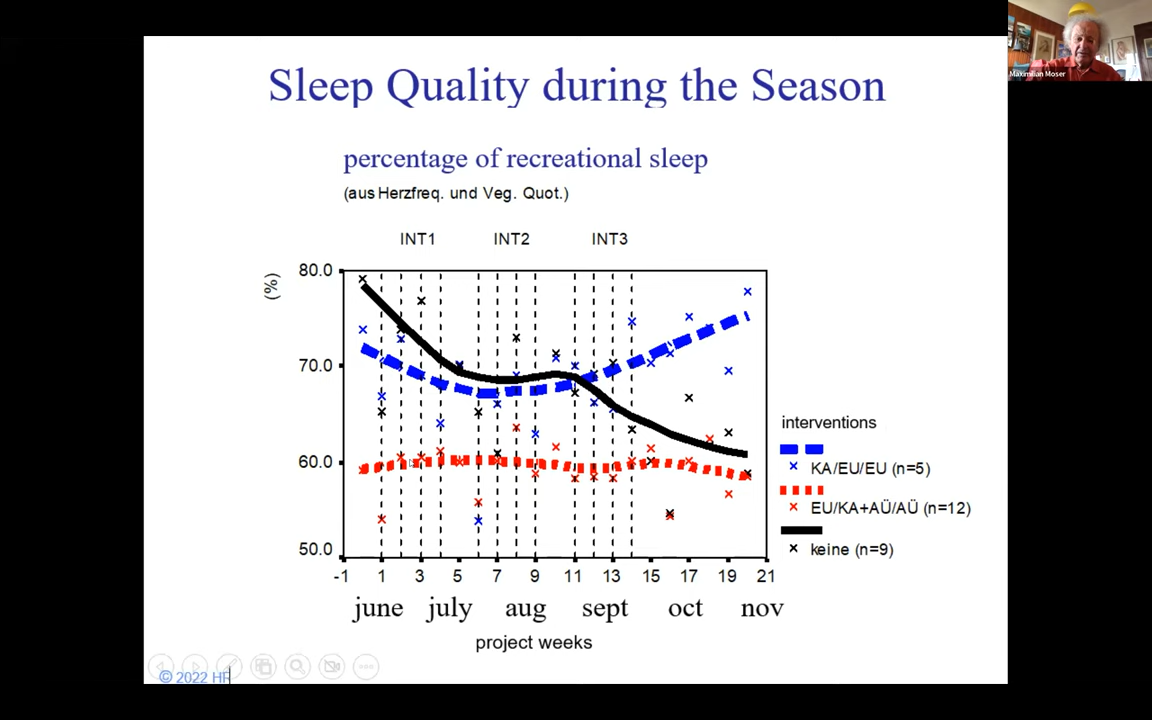 Maximilian Moser
Sleep Quality during the Season
percentage of recreational sleep
(aus Herzfreq. und Veg. Quot.)
INT1 INT2 INT3
(%)
80.0
70.0
60.0
50.0
-1 1 3 5 7 9 11 13 15 17 19 21
june july aug sept oct nov
project weeks
interventions
KA/EU/EU (n=5)
EU/KA+AÜ/AÜ (n=12)
keine (n=9)
© 2022 HF